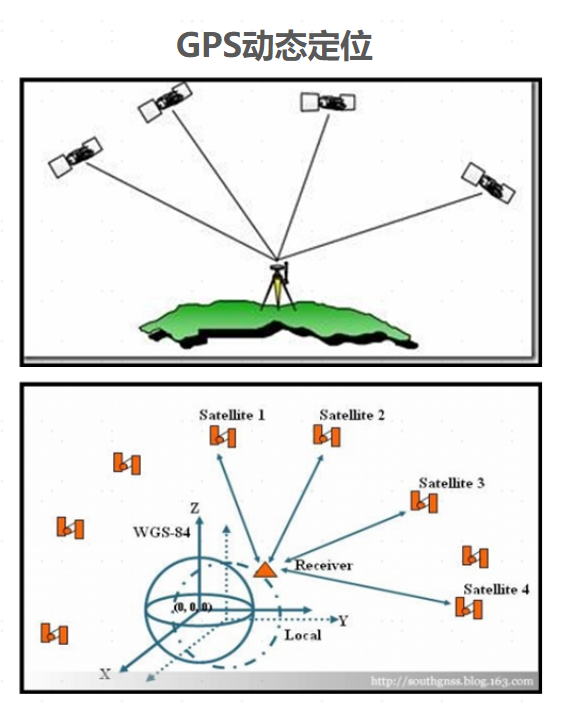 GPS动态定位
Satellite 1
Satellite 2
Satellite 3
Z
WGS-84
Receiver
Satellite 4
(0, 0, 0)
Y
Local
X
http://southgnss.blog.163.com/